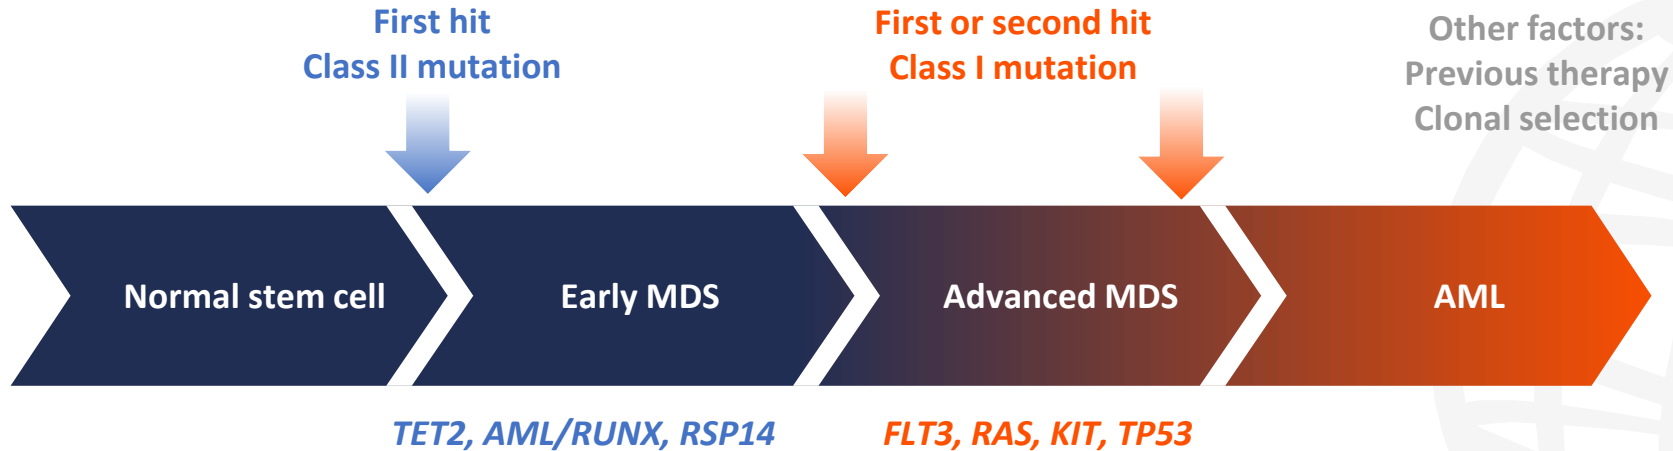 First hit
Class II mutation
First or second hit
Class I mutation
Other factors:
Previous therapy
Clonal selection
Normal stem cell
Early MDS
Advanced MDS
AML
TET2, AML/RUNX, RSP14
FLT3, RAS, KIT, TP53